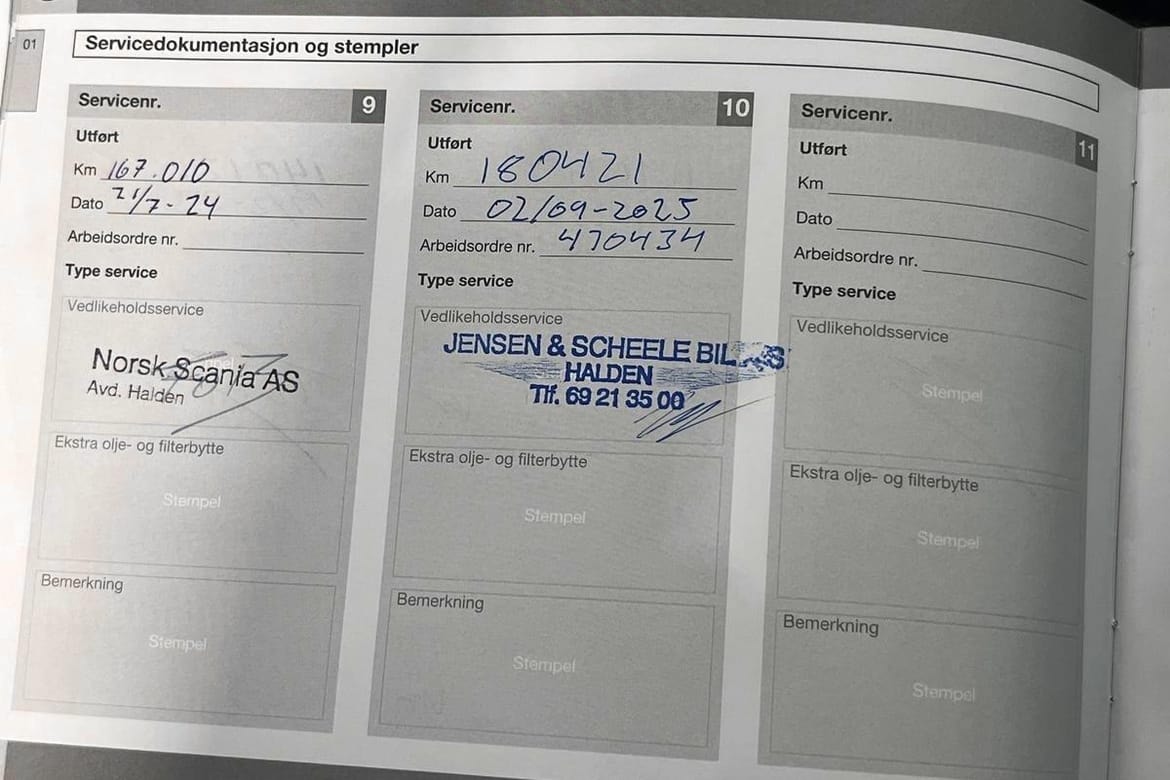 01
Servicedokumentasjon og stempler
Servicenr. 9
Utført
Km 167.010
Dato 21/7-24
Arbeidsordre nr.
Type service
Vedlikeholdsservice
Norsk Scania AS
Avd. Halden
Ekstra olje- og filterbytte
Stempel
Bemerkning
Stempel
Servicenr. 10
Utført
Km 180421
Dato 02/09-2025
Arbeidsordre nr. 470434
Type service
Vedlikeholdsservice
JENSEN & SCHEELE BIL AS
HALDEN
Tlf. 69 21 35 00
Ekstra olje- og filterbytte
Stempel
Bemerkning
Stempel
Servicenr. 11
Utført
Km
Dato
Arbeidsordre nr.
Type service
Vedlikeholdsservice
Stempel
Ekstra olje- og filterbytte
Stempel
Bemerkning
Stempel